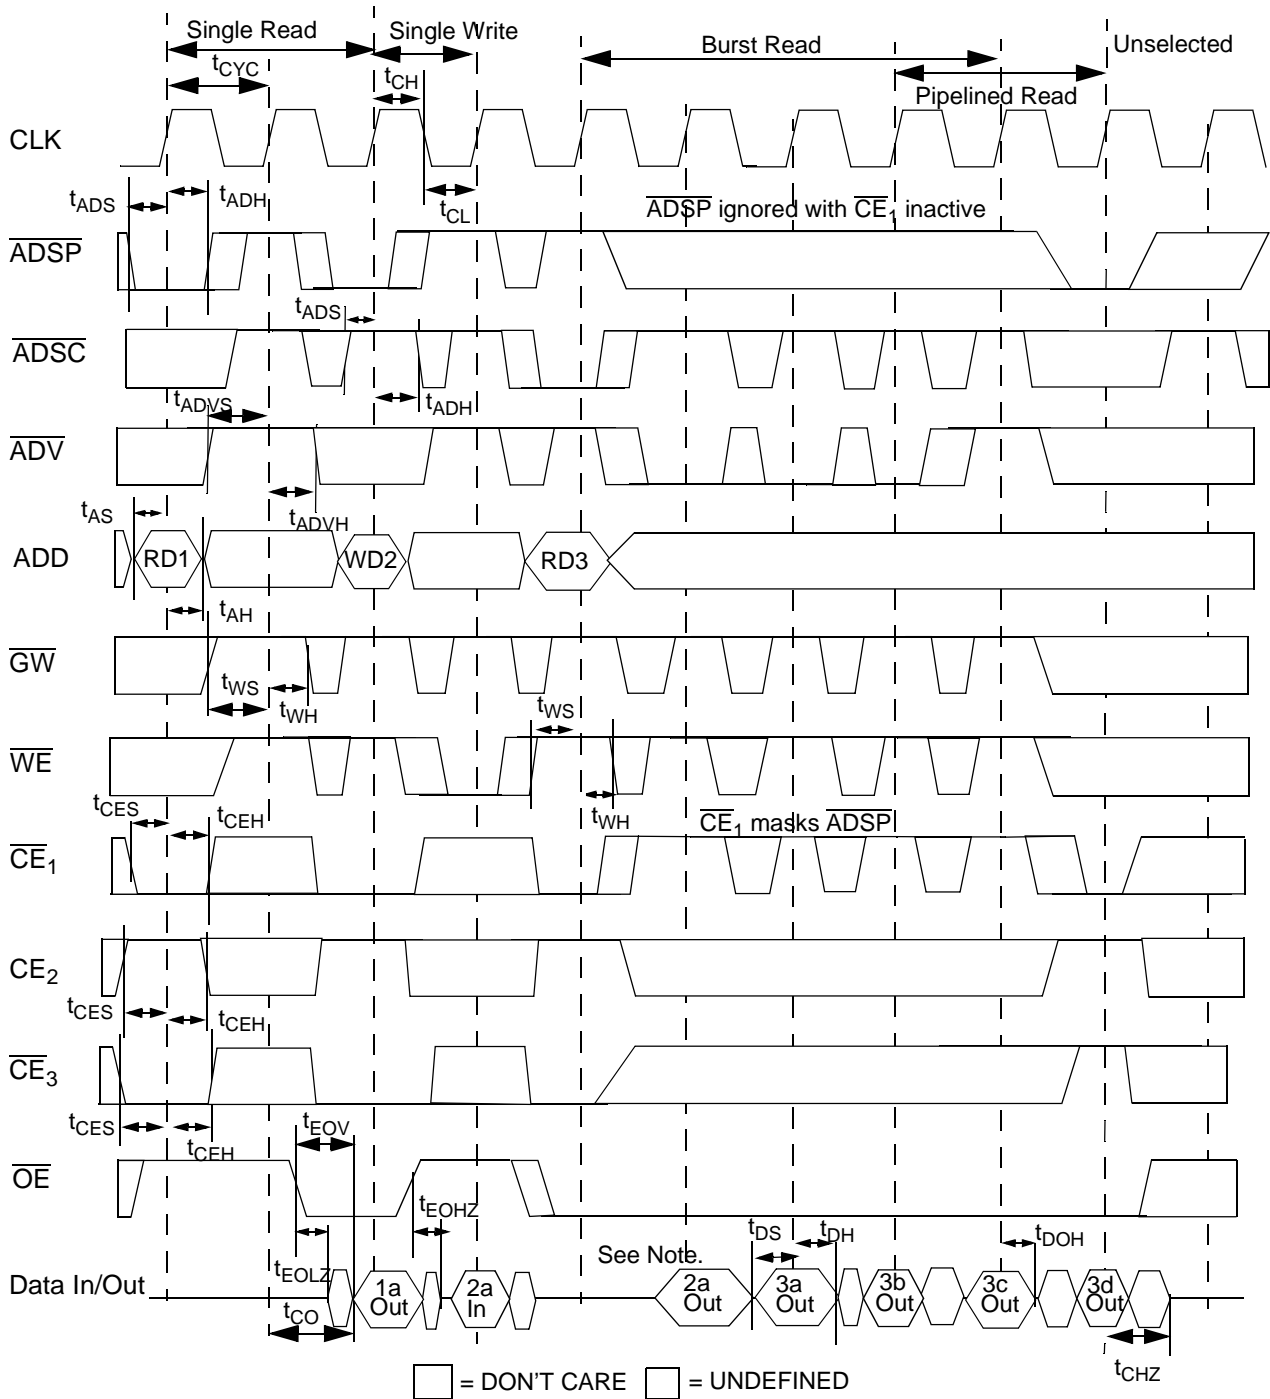 Single Read
Single Write
Burst Read
Unselected
tCYC
tCH
Pipelined Read
CLK
tADS
tADH
tCL
ADSP ignored with CE1 inactive
ADSP
tADS
ADSC
tADVS
tADH
ADV
tAS
tADVH
ADD
RD1
WD2
RD3
tAH
GW
tWS
tWH
tWS
WE
tCES
tCEH
tWH
CE1 masks ADSP
CE1
CE2
tCES
tCEH
CE3
tCES
tCEH
tEOV
OE
tEOHZ
tDS
tDH
tDOH
See Note.
tEOLZ
Data In/Out
1a Out
2a In
2a Out
3a Out
3b Out
3c Out
3d Out
tCO
tCHZ
= DON'T CARE
= UNDEFINED